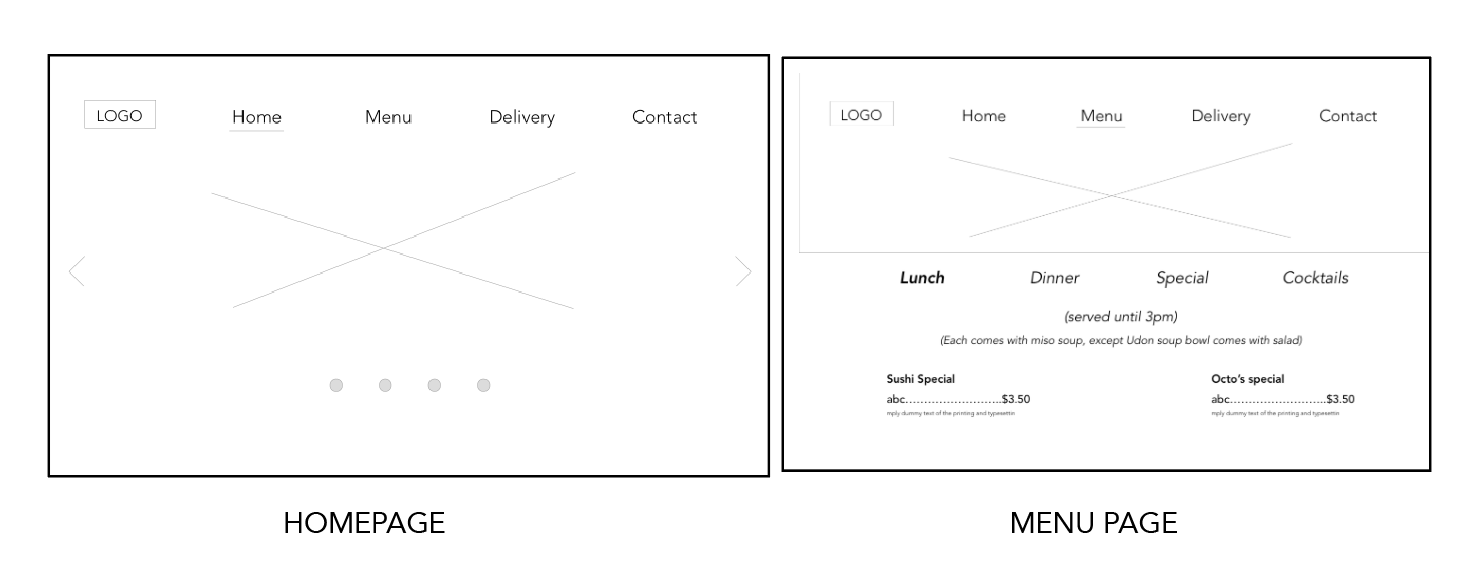 LOGO Home Menu Delivery Contact
HOMEPAGE
LOGO Home Menu Delivery Contact
Lunch Dinner Special Cocktails
(served until 3pm)
(Each comes with miso soup, except Udon soup bowl comes with salad)
Sushi Special
abc..........................$3.50
mply dummy text of the printing and typesettin
Octo's special
abc..........................$3.50
mply dummy text of the printing and typesettin
MENU PAGE